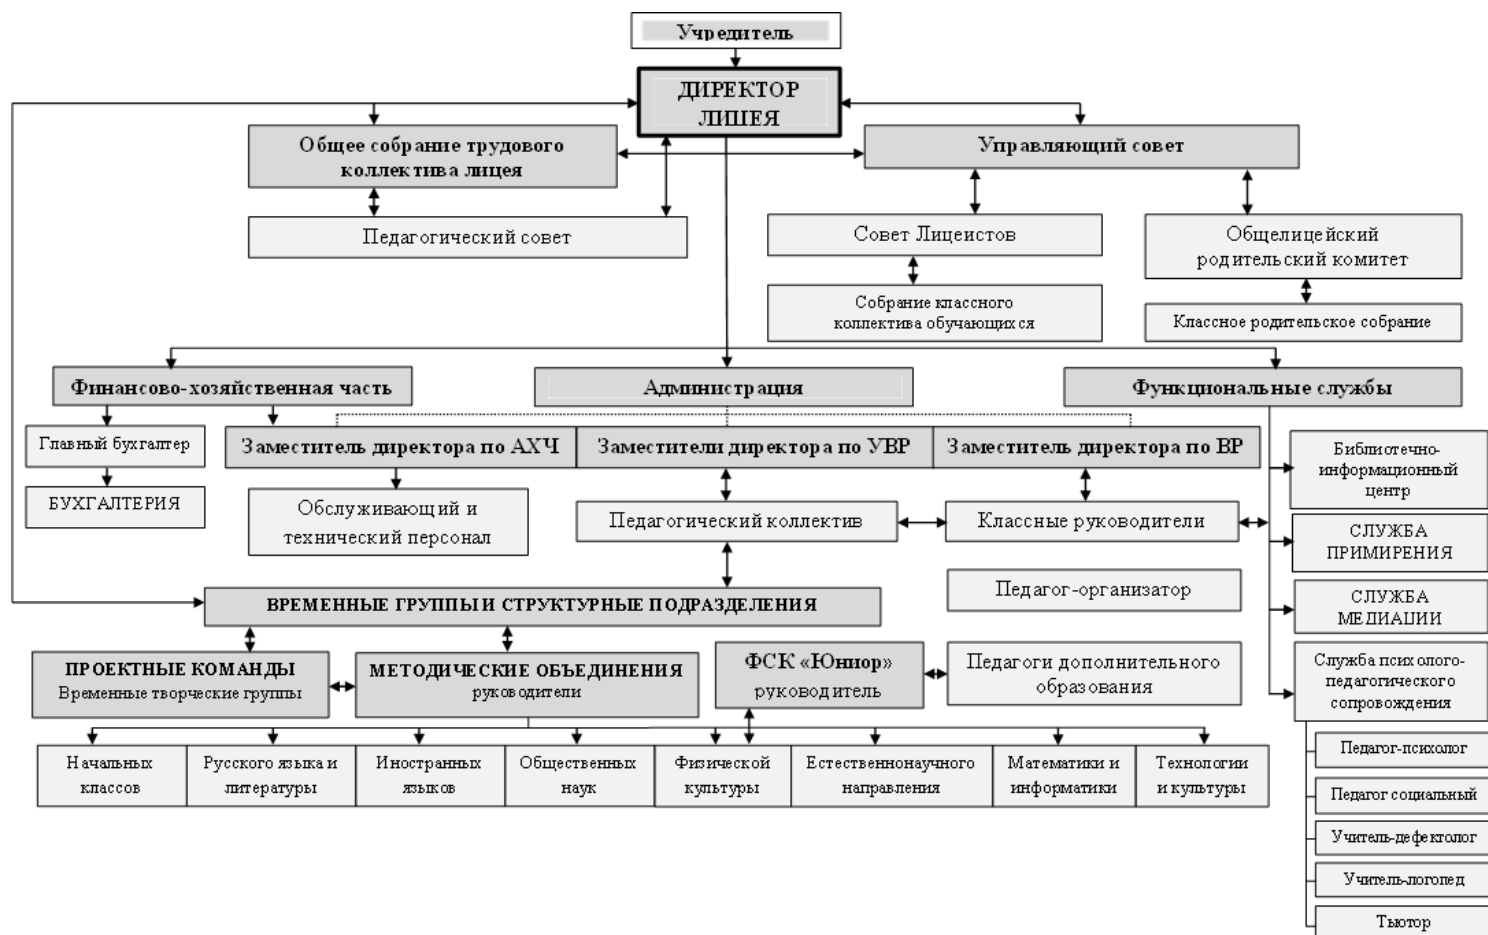 Учредитель
ДИРЕКТОР
ЛИЦЕЯ
Общее собрание трудового
коллектива лицея
Управляющий совет
Педагогический совет
Совет Лицеистов
Общелицейский
родительский комитет
Собрание классного
коллектива обучающихся
Классное родительское собрание
Финансово-хозяйственная часть
Администрация
Функциональные службы
Главный бухгалтер
Заместитель директора по АХЧ
Заместители директора по УВР
Заместитель директора по ВР
Библиотечно-
информационный
центр
БУХГАЛТЕРИЯ
Обслуживающий и
технический персонал
Педагогический коллектив
Классные руководители
СЛУЖБА
ПРИМИРЕНИЯ
Педагог-организатор
ВРЕМЕННЫЕ ГРУППЫ И СТРУКТУРНЫЕ ПОДРАЗДЕЛЕНИЯ
СЛУЖБА
МЕДИАЦИИ
ПРОЕКТНЫЕ КОМАНДЫ
Временные творческие группы
МЕТОДИЧЕСКИЕ ОБЪЕДИНЕНИЯ
руководители
ФСК «Юниор»
руководитель
Педагоги дополнительного
образования
Служба психолого-
педагогического
сопровождения
Начальных
классов
Русского языка и
литературы
Иностранных
языков
Общественных
наук
Физической
культуры
Естественнонаучного
направления
Математики и
информатики
Технологии
и культуры
Педагог-психолог
Педагог социальный
Учитель-дефектолог
Учитель-логопед
Тьютор